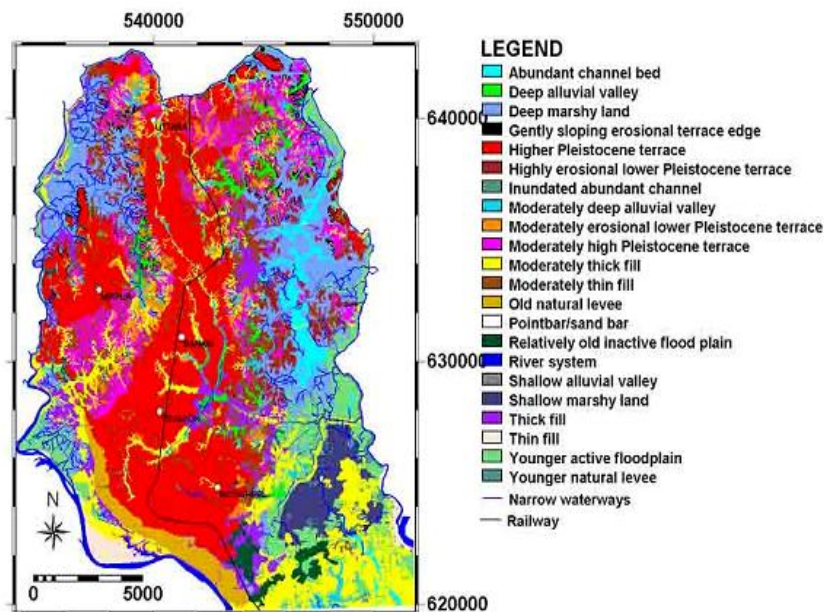 540000 550000
LEGEND
Abundant channel bed
Deep alluvial valley
Deep marshy land
640000
Gently sloping erosional terrace edge
Higher Pleistocene terrace
Highly erosional lower Pleistocene terrace
Inundated abundant channel
Moderately deep alluvial valley
Moderately erosional lower Pleistocene terrace
Moderately high Pleistocene terrace
Moderately thick fill
Moderately thin fill
Old natural levee
Pointbar/sand bar
Relatively old inactive flood plain
630000
River system
Shallow alluvial valley
Shallow marshy land
Thick fill
Thin fill
Younger active floodplain
Younger natural levee
Narrow waterways
Railway
N
0 5000
620000